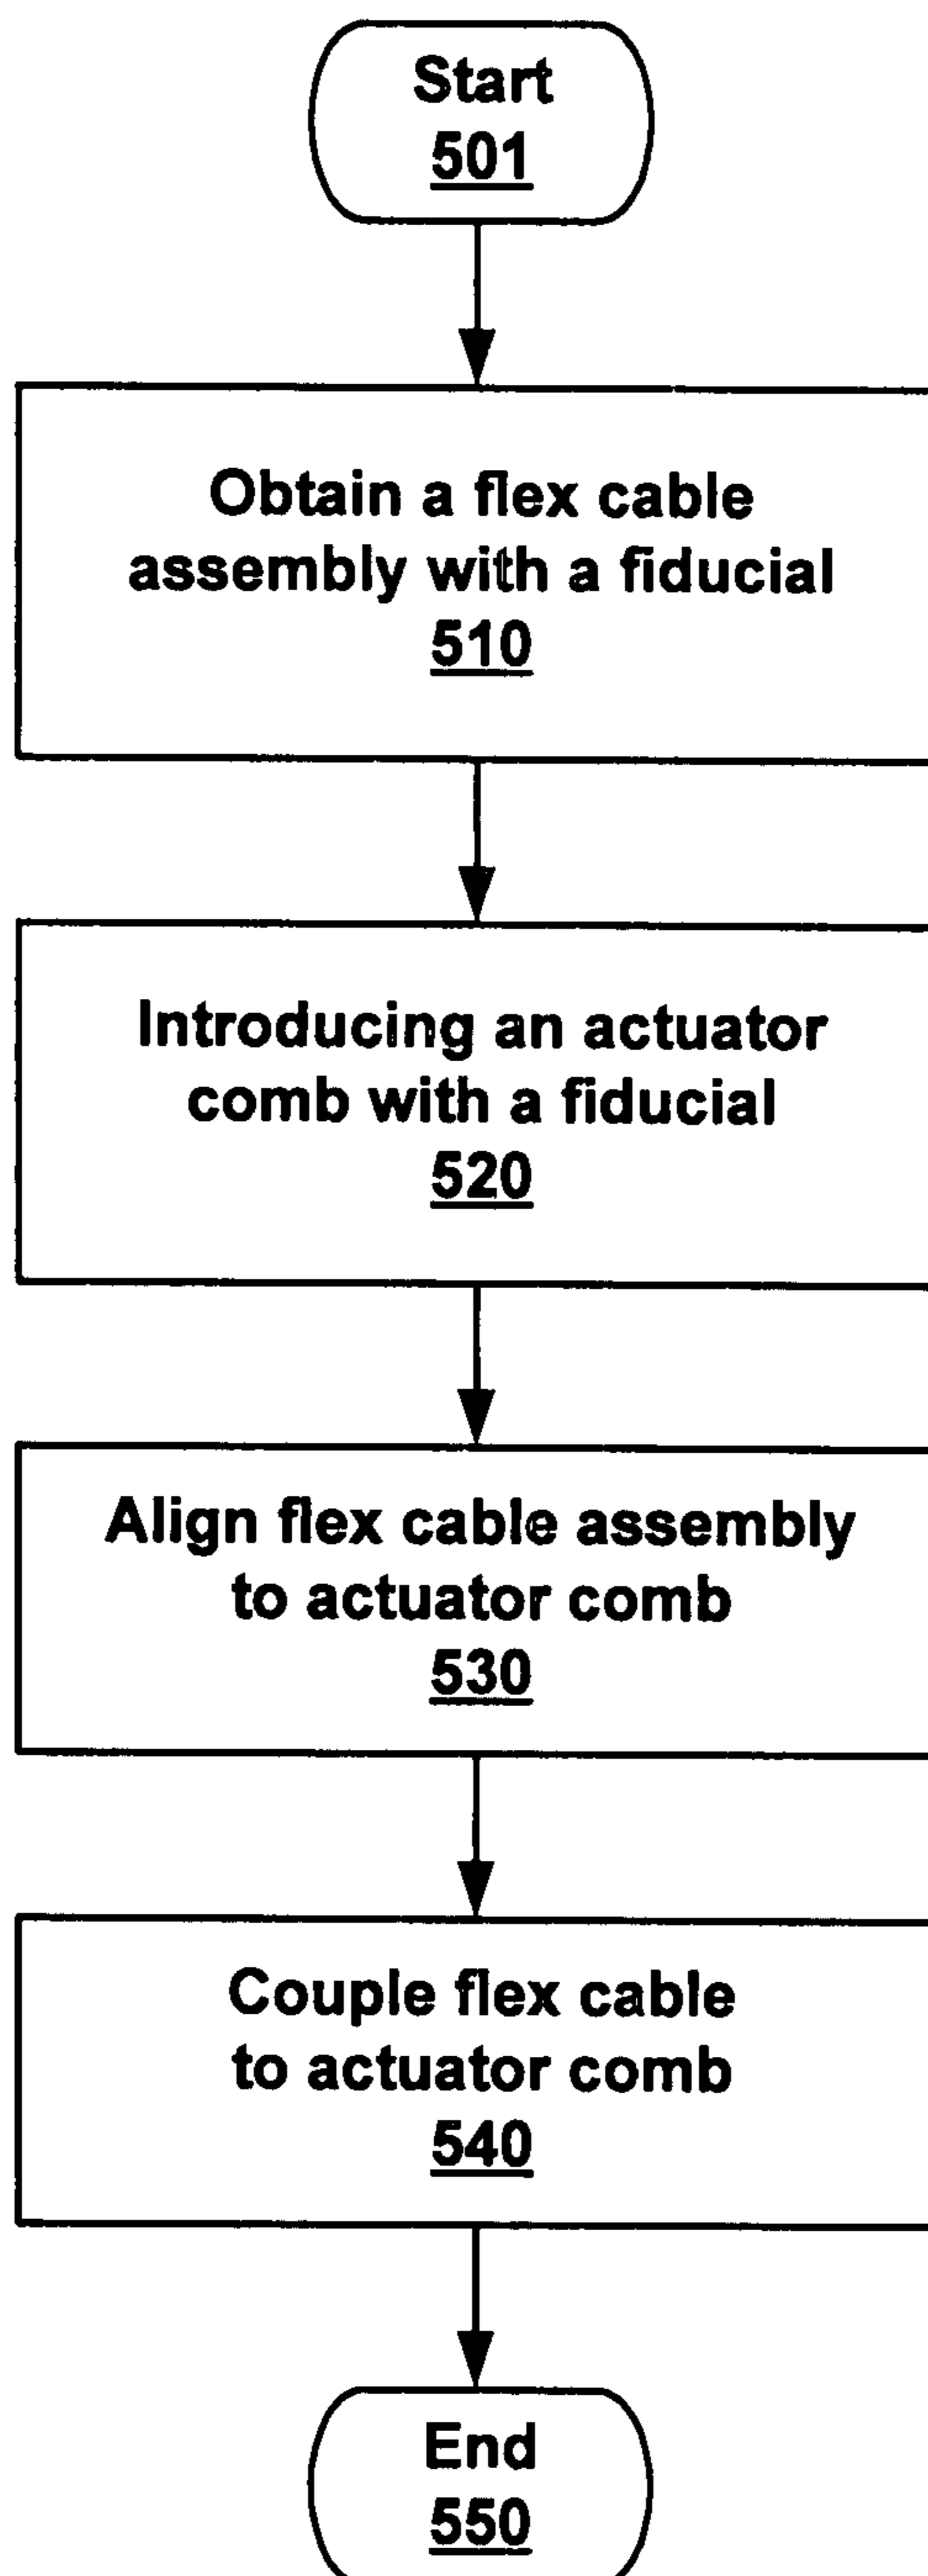 Start
501
Obtain a flex cable
assembly with a fiducial
510
Introducing an actuator
comb with a fiducial
520
Align flex cable assembly
to actuator comb
530
Couple flex cable
to actuator comb
540
End
550